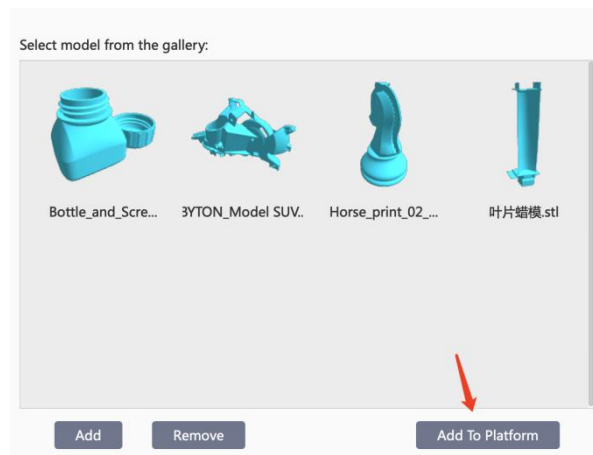 Select model from the gallery:
Bottle_and_Scre... 3YTON_Model SUV.. Horse_print_02_... 叶片蜡模.stl
Add Remove Add To Platform